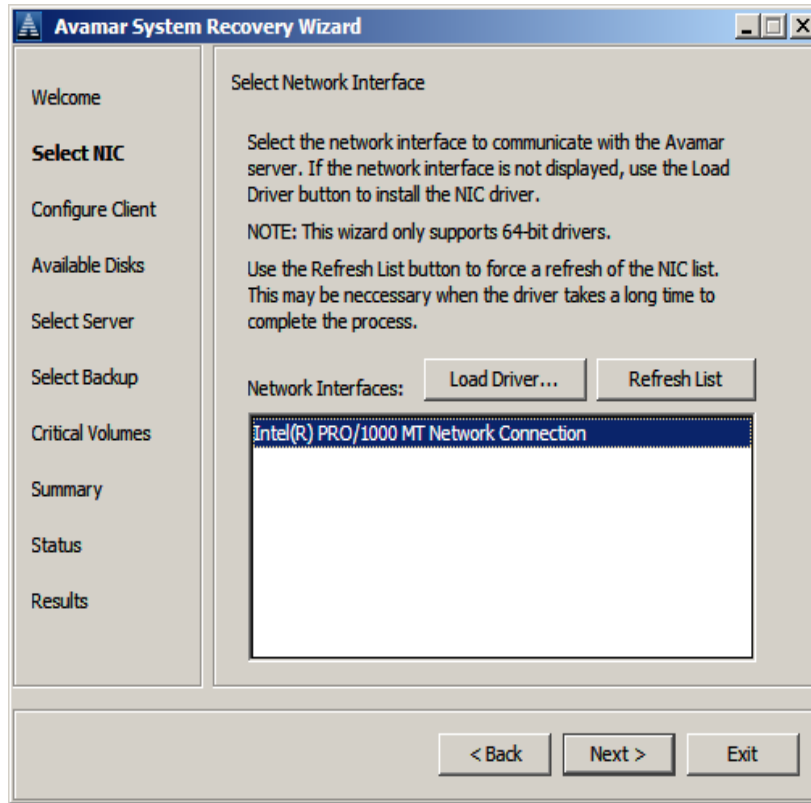 Avamar System Recovery Wizard
Welcome
Select NIC
Configure Client
Available Disks
Select Server
Select Backup
Critical Volumes
Summary
Status
Results
Select Network Interface
Select the network interface to communicate with the Avamar
server. If the network interface is not displayed, use the Load
Driver button to install the NIC driver.
NOTE: This wizard only supports 64-bit drivers.
Use the Refresh List button to force a refresh of the NIC list.
This may be neccessary when the driver takes a long time to
complete the process.
Network Interfaces: Load Driver... Refresh List
Intel(R) PRO/1000 MT Network Connection
< Back Next > Exit